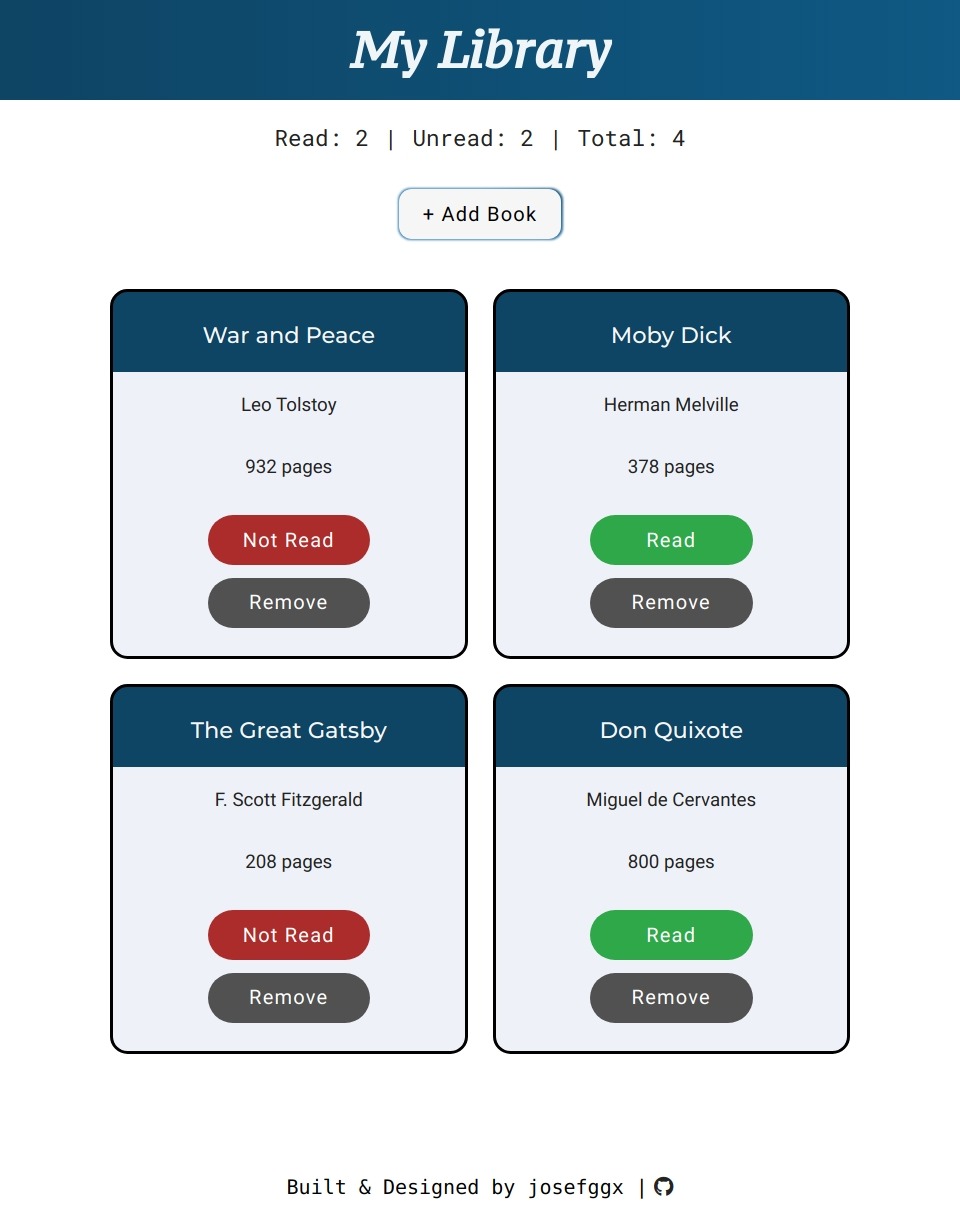 My Library
Read: 2 | Unread: 2 | Total: 4
+ Add Book
War and Peace
Leo Tolstoy
932 pages
Not Read
Remove
Moby Dick
Herman Melville
378 pages
Read
Remove
The Great Gatsby
F. Scott Fitzgerald
208 pages
Not Read
Remove
Don Quixote
Miguel de Cervantes
800 pages
Read
Remove
Built & Designed by josefggx |